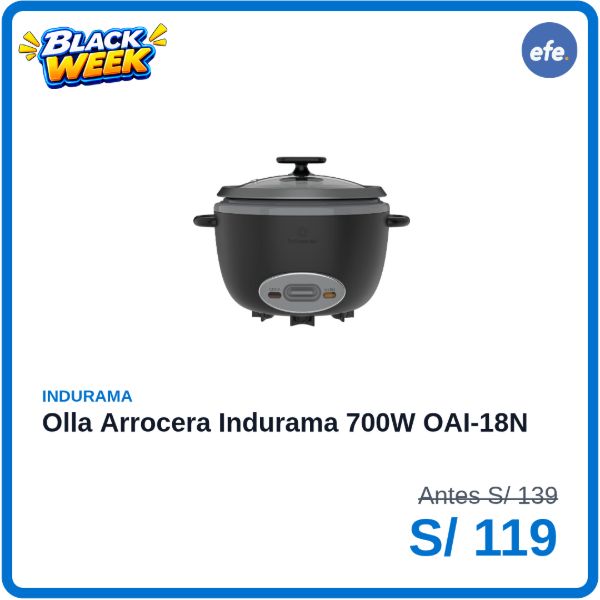 BLACK
WEEK
efe.
INDURAMA
Olla Arrocera Indurama 700W OAI-18N
Antes S/ 139
S/ 119